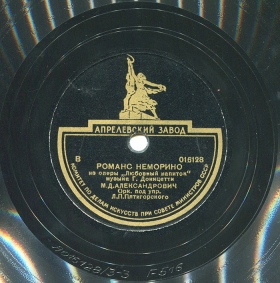 АПРЕЛЕВСКИЙ ЗАВОД
В 016128
РОМАНС НЕМОРИНО
из оперы „Любовный напиток"
музыка Г. Доницетти
М.Д.АЛЕКСАНДРОВИЧ
Орк. под упр.
Л.П.Пятигорского
КОМИТЕТ ПО ДЕЛАМ ИСКУССТВ ПРИ СОВЕТЕ МИНИСТРОВ СССР